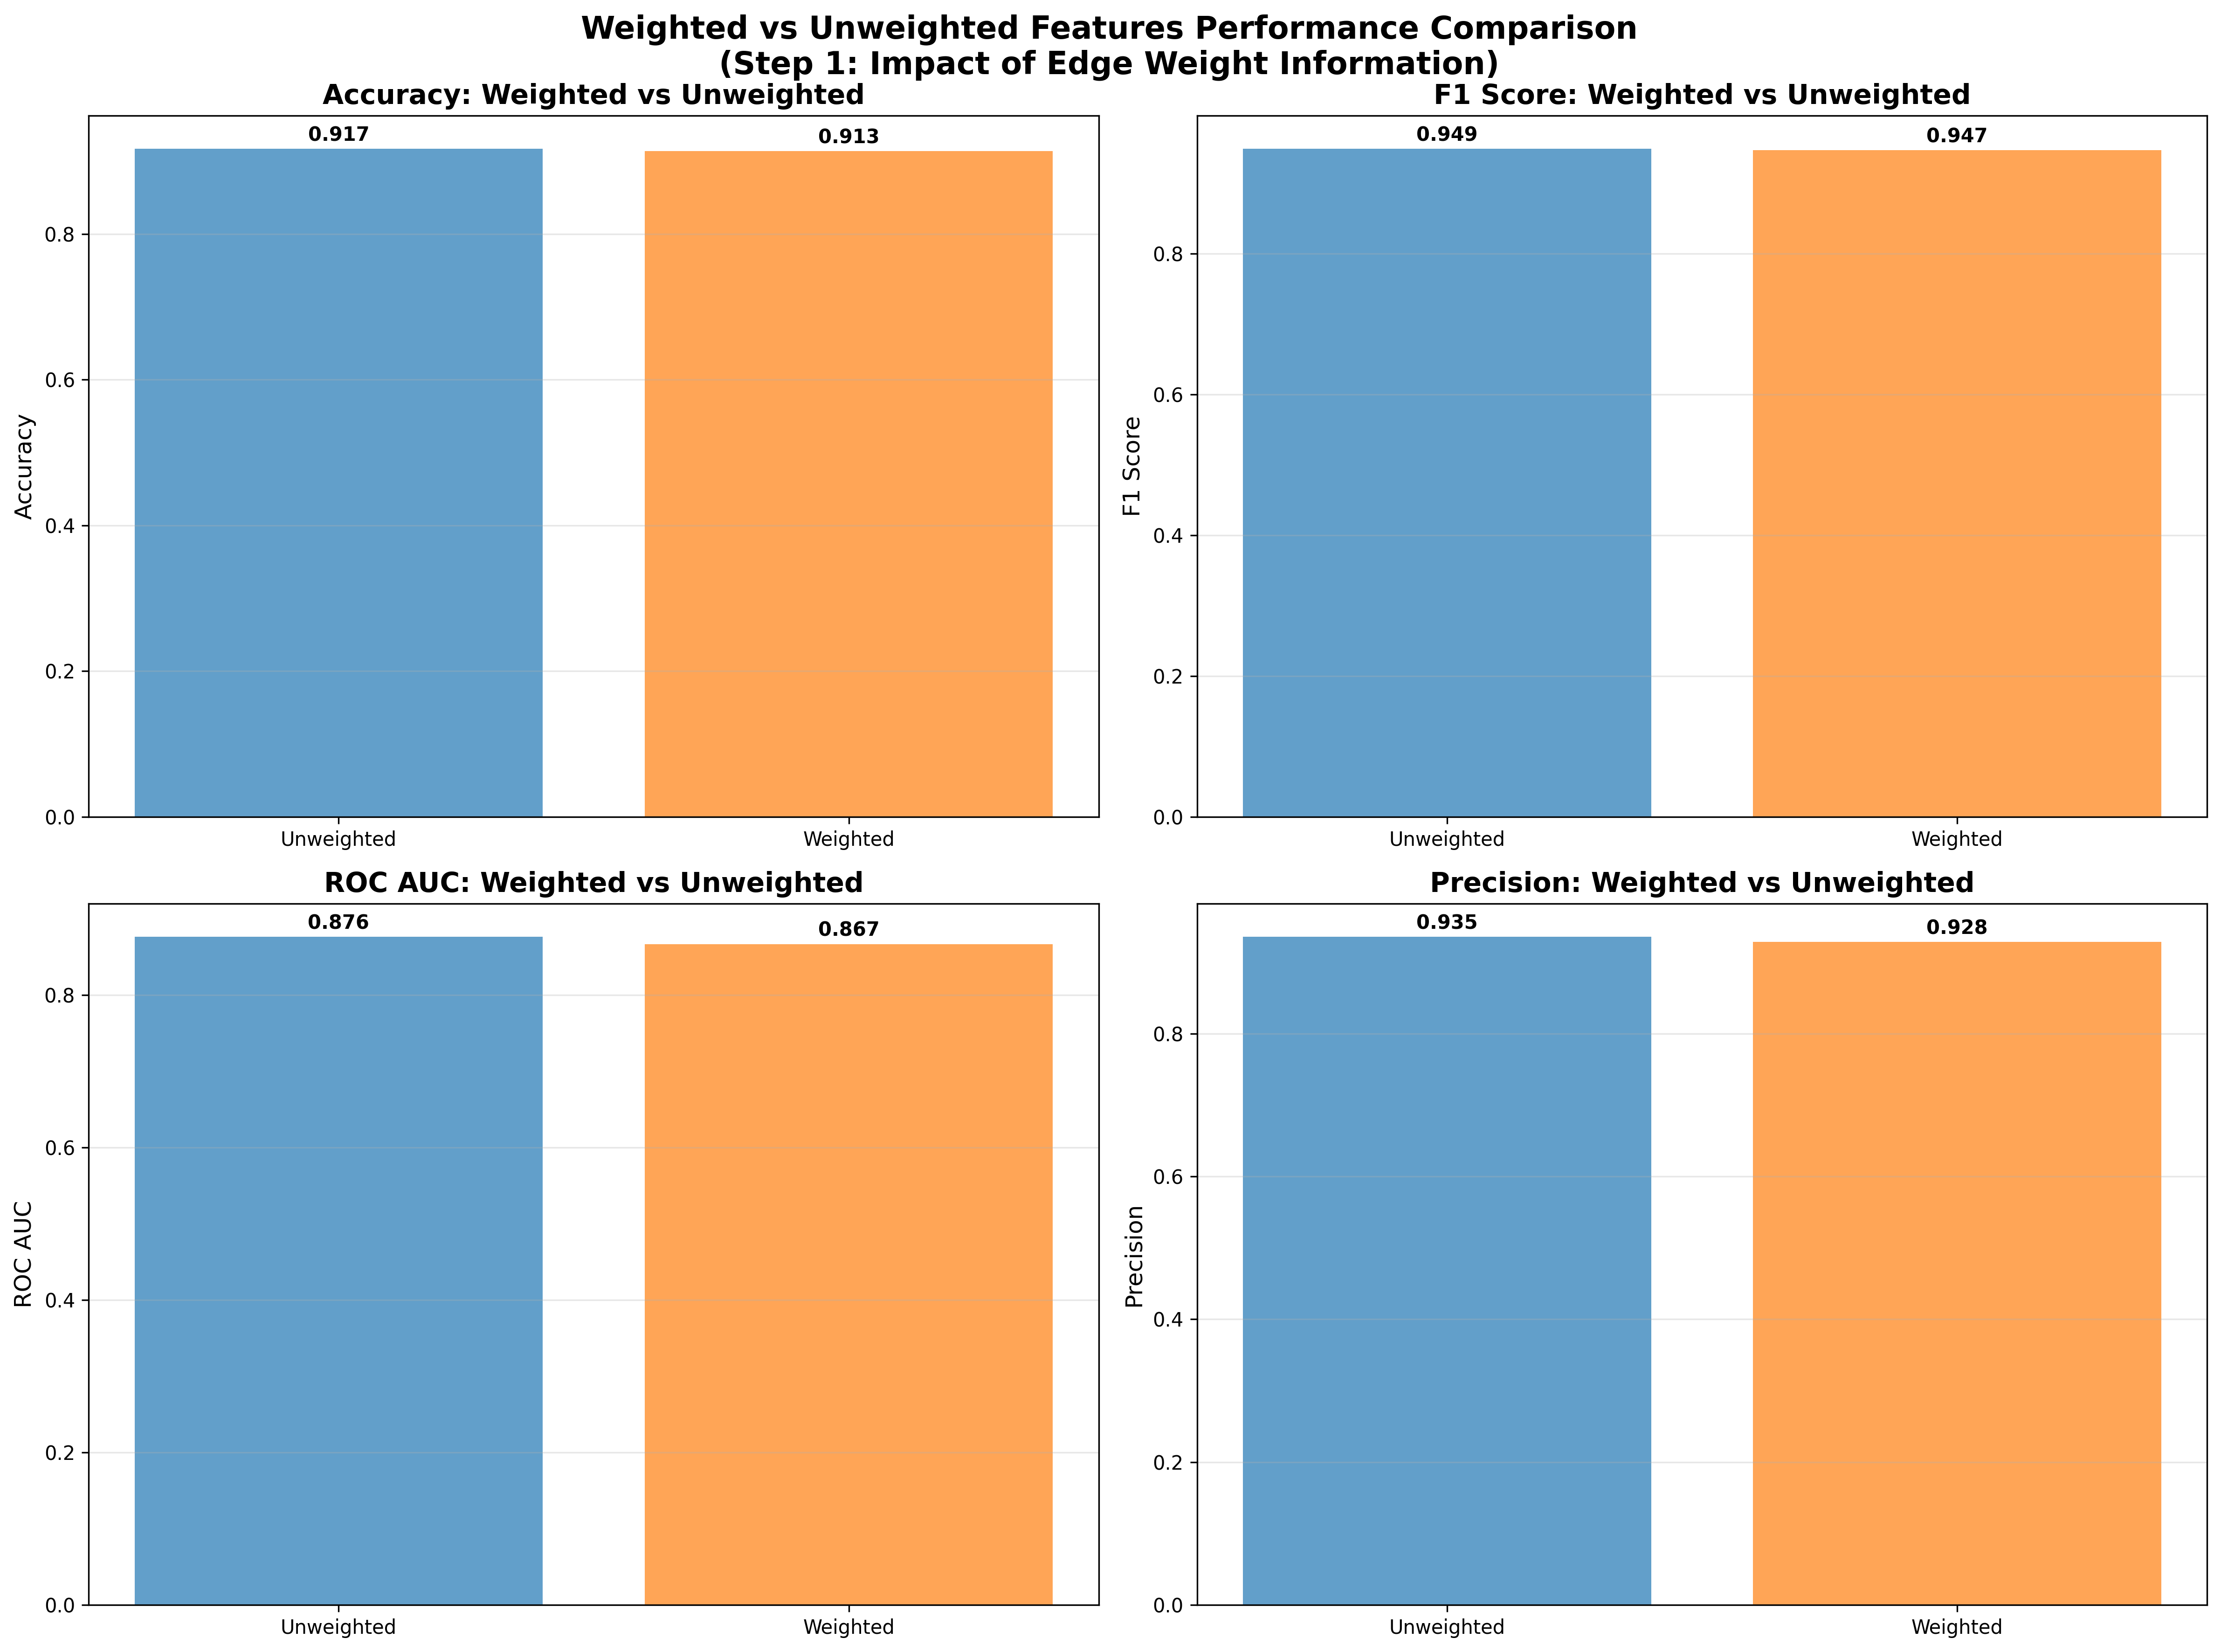 Weighted vs Unweighted Features Performance Comparison
(Step 1: Impact of Edge Weight Information)
Accuracy: Weighted vs Unweighted
0.917
0.913
0.8
0.6
0.4
0.2
0.0
Accuracy
Unweighted
Weighted
F1 Score: Weighted vs Unweighted
0.949
0.947
0.8
0.6
0.4
0.2
0.0
F1 Score
Unweighted
Weighted
ROC AUC: Weighted vs Unweighted
0.876
0.867
0.8
0.6
0.4
0.2
0.0
ROC AUC
Unweighted
Weighted
Precision: Weighted vs Unweighted
0.935
0.928
0.8
0.6
0.4
0.2
0.0
Precision
Unweighted
Weighted